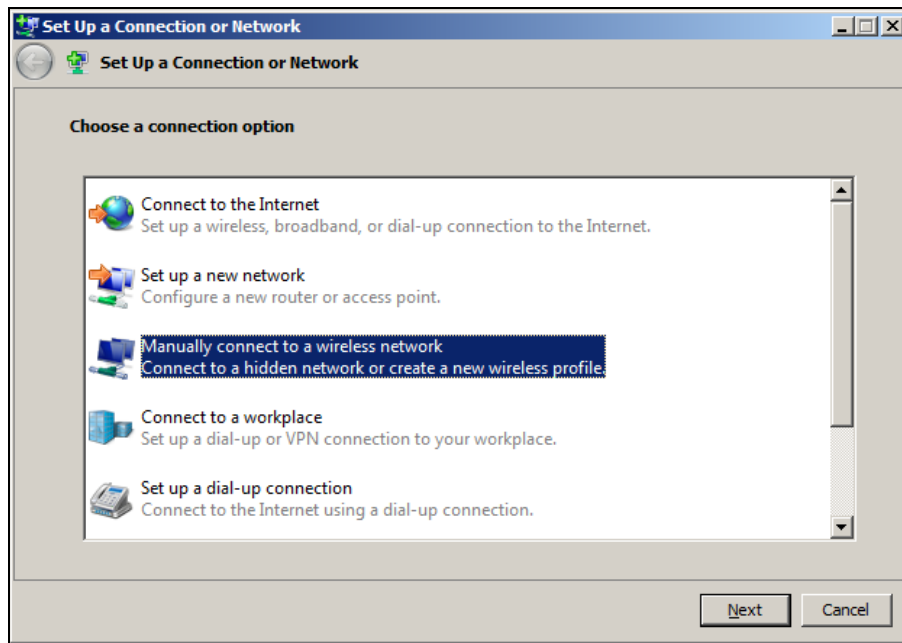 Set Up a Connection or Network
Set Up a Connection or Network
Choose a connection option
Connect to the Internet
Set up a wireless, broadband, or dial-up connection to the Internet.
Set up a new network
Configure a new router or access point.
Manually connect to a wireless network
Connect to a hidden network or create a new wireless profile.
Connect to a workplace
Set up a dial-up or VPN connection to your workplace.
Set up a dial-up connection
Connect to the Internet using a dial-up connection.
Next Cancel